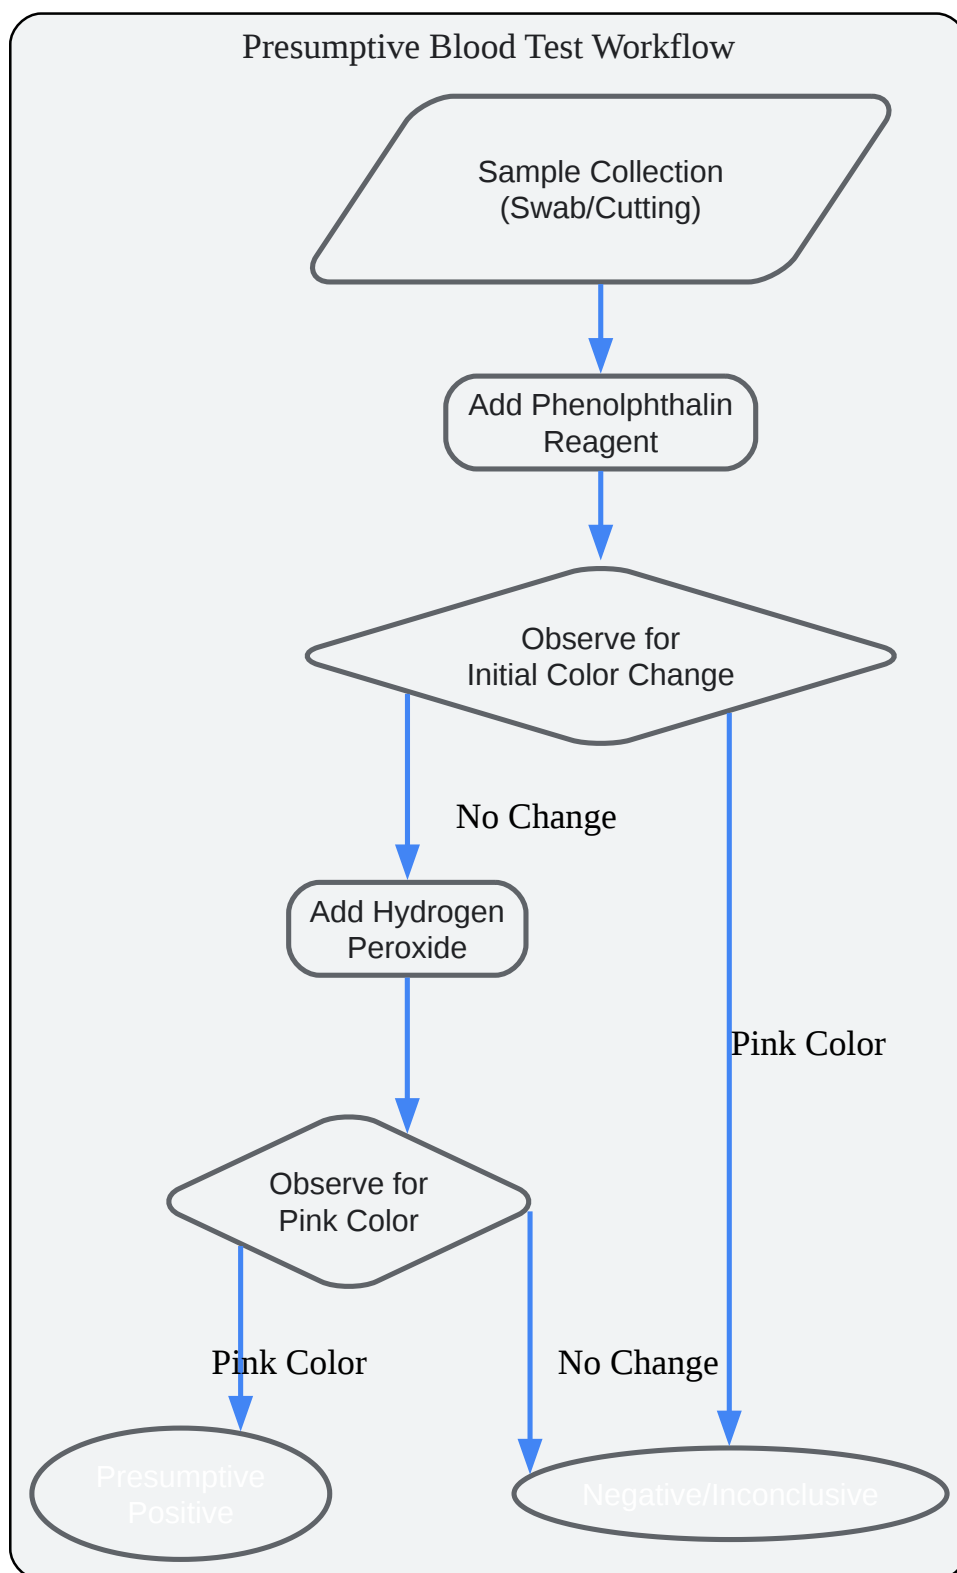 Presumptive Blood Test Workflow
Sample Collection
(Swab/Cutting)
Add Phenolphthalin
Reagent
Observe for
Initial Color Change
No Change
Add Hydrogen
Peroxide
Pink Color
Observe for
Pink Color
Pink Color
No Change
Presumptive
Positive
Negative/Inconclusive